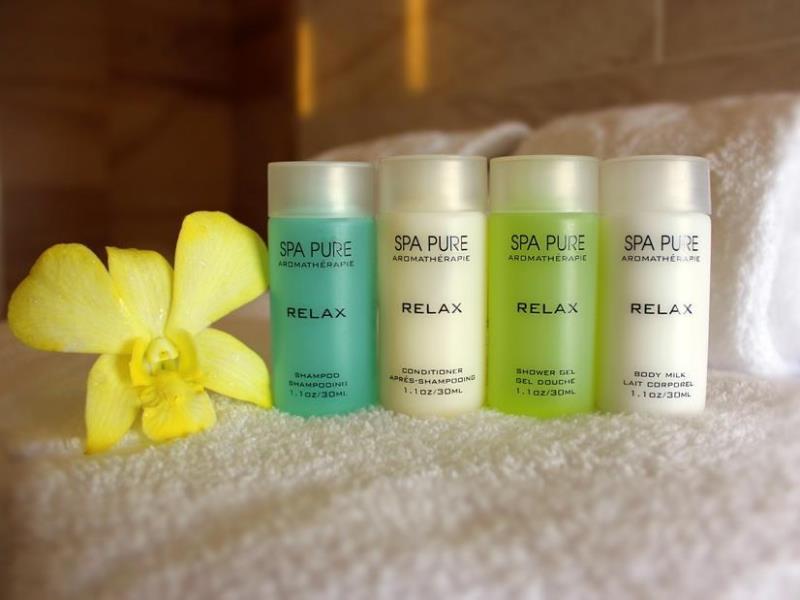 SPA PURE
AROMATHÉRAPIE
RELAX
SHAMPOO
SHAMPOOINII
1.1OZ/30ML
SPA PURE
AROMATHÉRAPIE
RELAX
CONDITIONER
APRÈS-SHAMPOOING
1.1OZ/30ML
SPA PURE
AROMATHÉRAPIE
RELAX
SHOWER GEL
GEL DOUCHE
1.1OZ/30ML
SPA PURE
AROMATHÉRAPIE
RELAX
BODY MILK
LAIT CORPOREL
1.1OZ/30ML